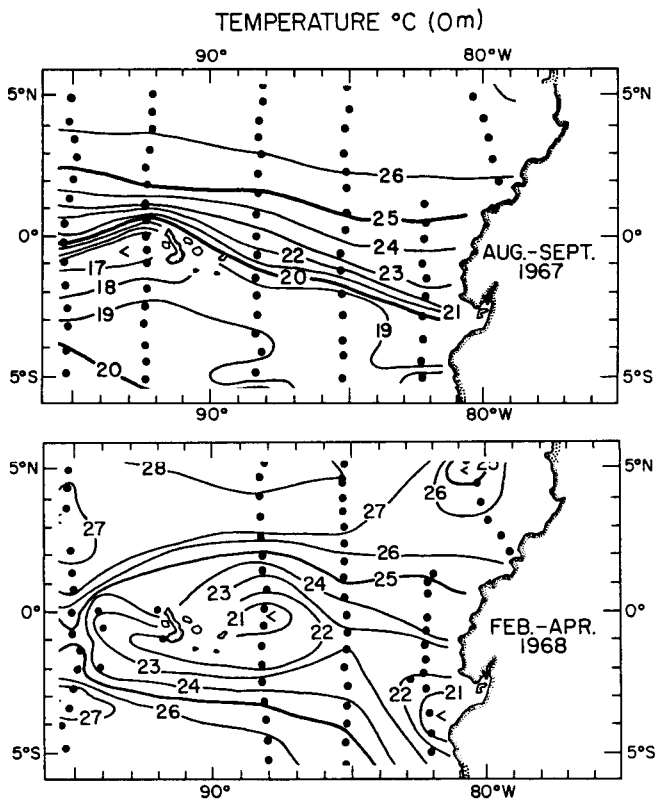 TEMPERATURE °C (0m)
90° 80°W
5°N 5°N
26
25
0° 24 0°
22 23 AUG.-SEPT.
17 20 1967
18 21
19 19
20
5°S 5°S
90° 80°W
5°N 28 25 5°N
27 26
27
26
24 25
23
0° 21 0°
22 FEB.-APR.
23 1968
24 22 21
27 26
5°S 5°S
90° 80°W